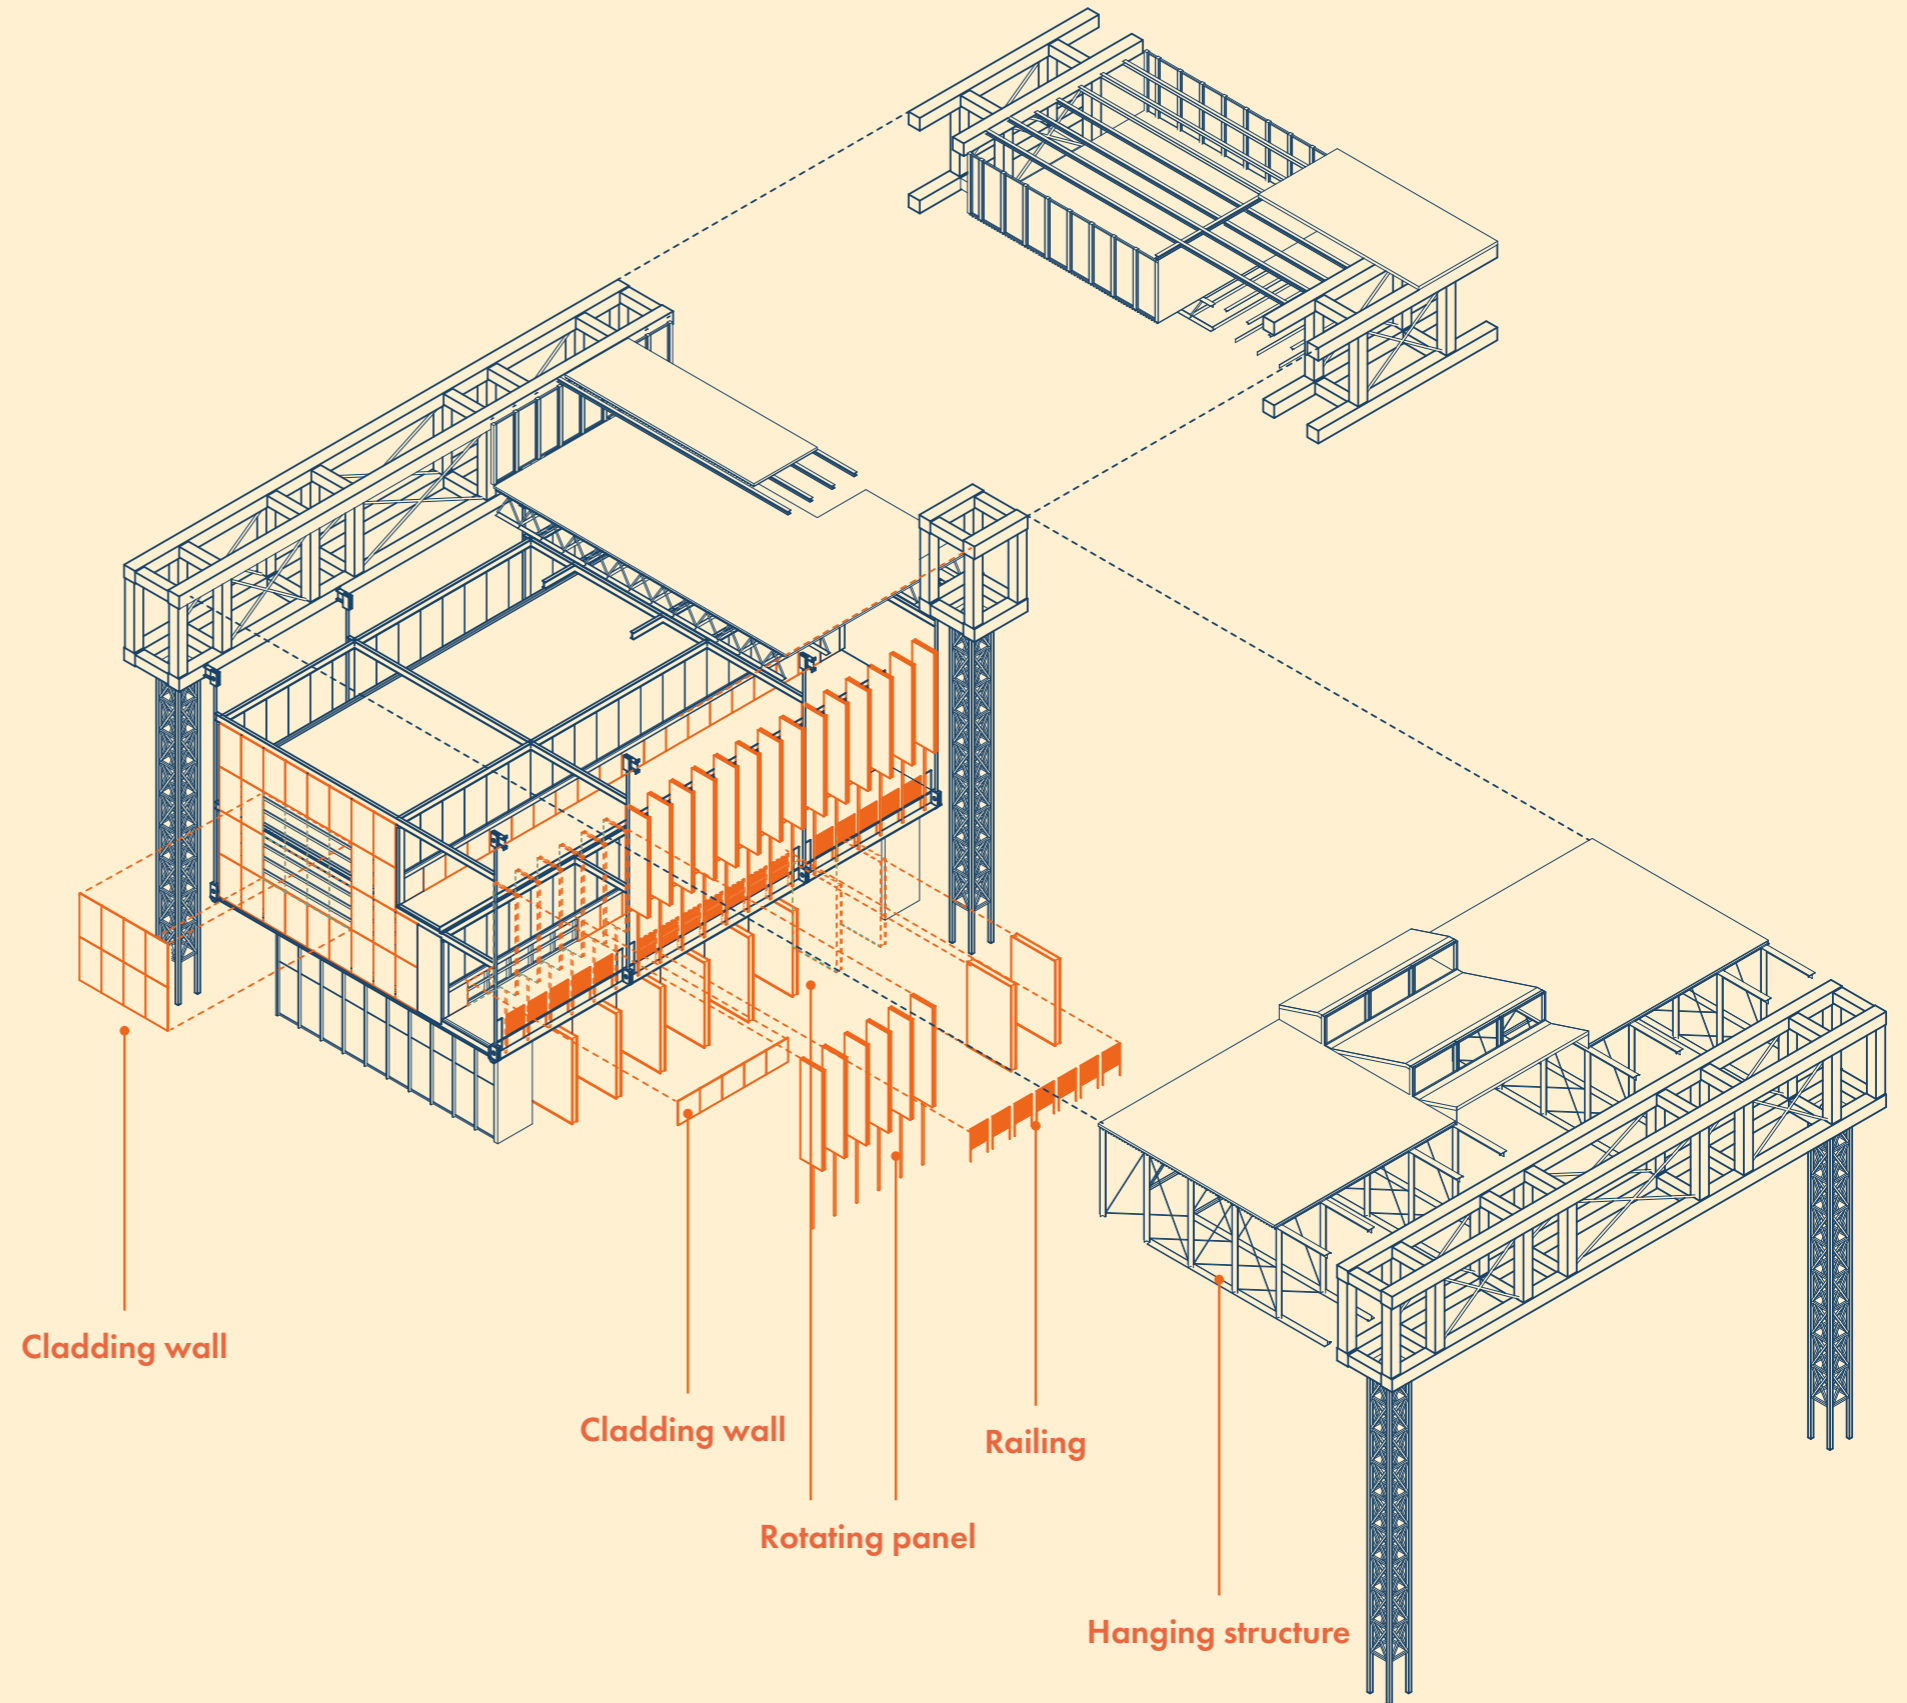 Cladding wall
Cladding wall
Railing
Rotating panel
Hanging structure